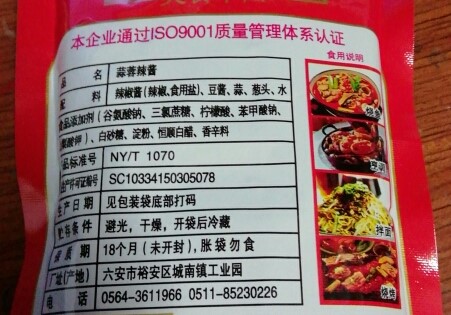 本企业通过ISO9001质量管理体系认证
食用说明
品 名 蒜蓉辣酱
配 料 辣椒酱(辣椒、食用盐)、豆酱、蒜、葱头、水
食品添加剂(谷氨酸钠、三氯蔗糖、柠檬酸、苯甲酸钠、
梨酸钾)、白砂糖、淀粉、恒顺白醋、香辛料
品标准号 NY/T 1070
生产许可证编号 SC10334150305078
生产日期 见包装袋底部打码
贮存条件 避光,干燥,开袋后冷藏
保质期 18个月(未开封),胀袋勿食
厂址(产地) 六安市裕安区城南镇工业园
电 话 0564-3611966 0511-85230226
烹调
拌面
烧烤